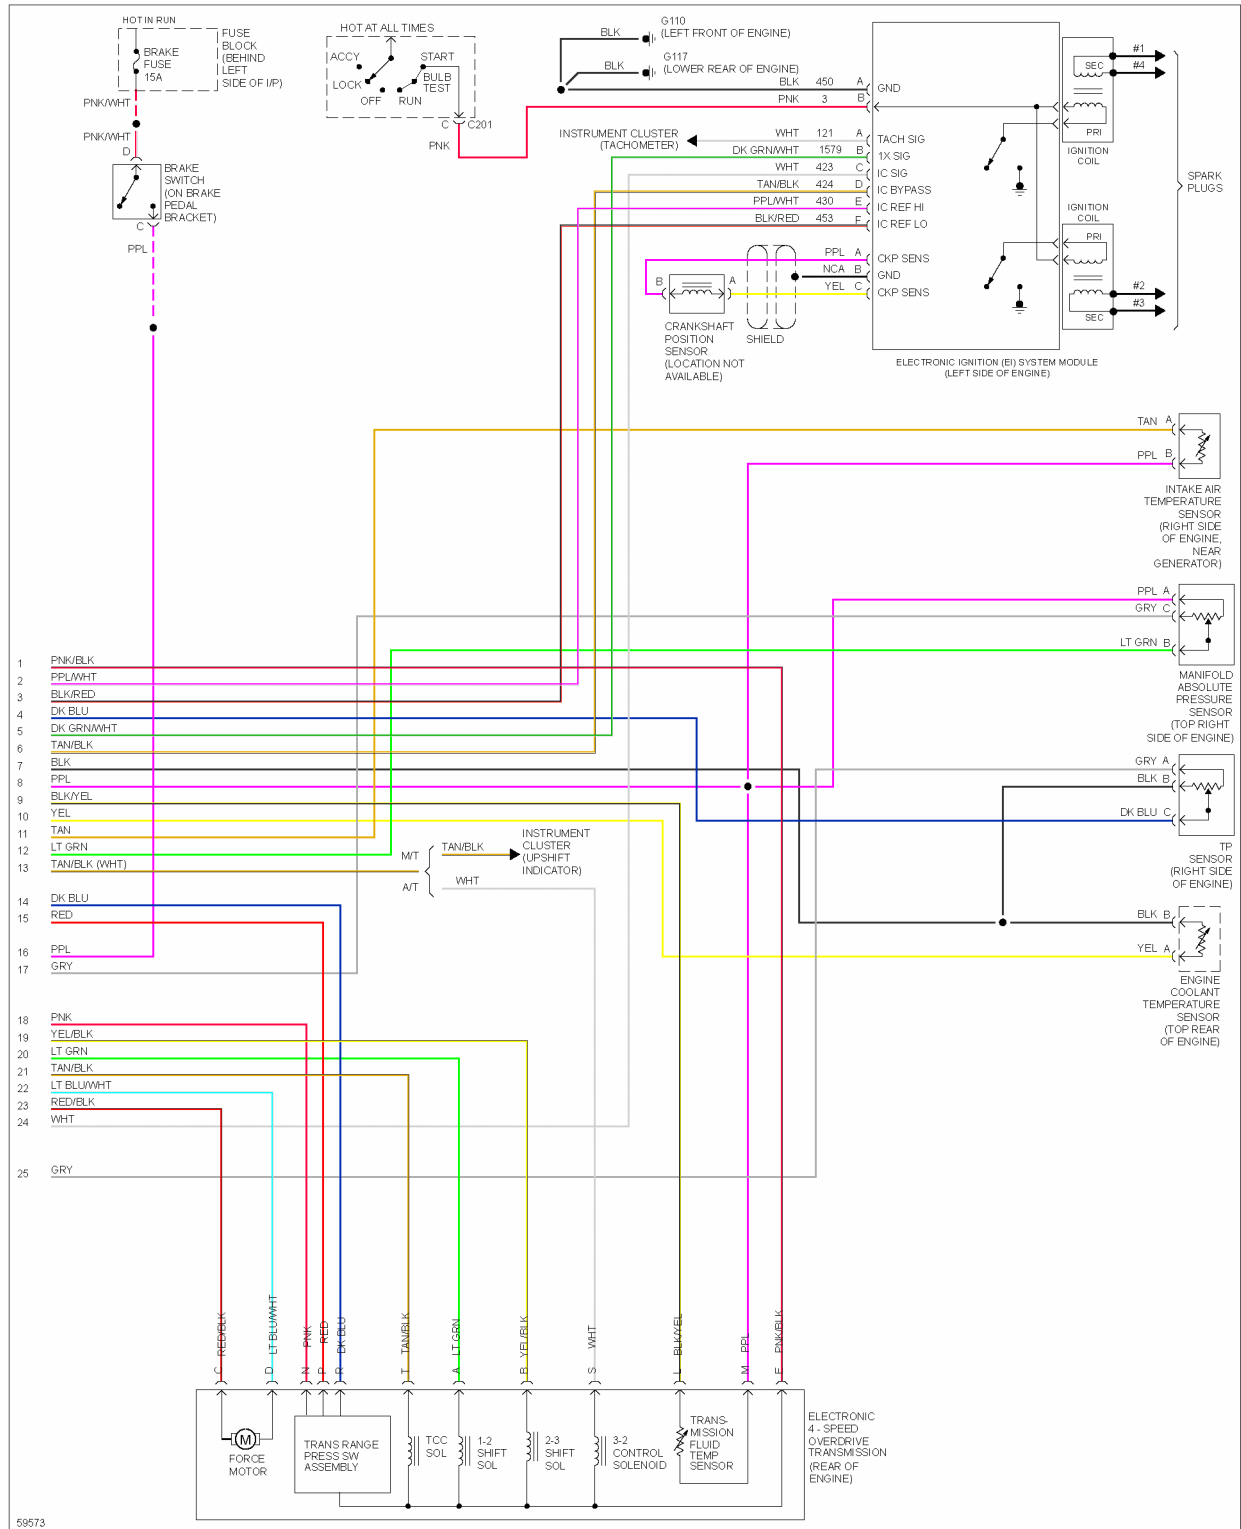 HOT IN RUN
BRAKE
FUSE
15A
FUSE
BLOCK
(BEHIND
LEFT
SIDE OF I/P)
PNK/WHT
PNK/WHT
D
BRAKE
SWITCH
(ON BRAKE
PEDAL
BRACKET)
C
PPL
HOT AT ALL TIMES
ACCY
LOCK
OFF
RUN
START
BULB
TEST
C
C201
PNK
BLK
G110
(LEFT FRONT OF ENGINE)
BLK
G117
(LOWER REAR OF ENGINE)
BLK 450 A
GND
PNK 3 B
INSTRUMENT CLUSTER
(TACHOMETER)
WHT 121 A
TACH SIG
DK GRN/WHT 1579 B
1X SIG
WHT 423 C
IC SIG
TAN/BLK 424 D
IC BYPASS
PPL/WHT 430 E
IC REF HI
BLK/RED 453 F
IC REF LO
PPL A
CKP SENS
NCA B
GND
YEL C
CKP SENS
B
A
CRANKSHAFT
POSITION
SENSOR
(LOCATION NOT
AVAILABLE)
SHIELD
ELECTRONIC IGNITION (EI) SYSTEM MODULE
(LEFT SIDE OF ENGINE)
SEC
PRI
IGNITION
COIL
#1
#4
IGNITION
COIL
PRI
SEC
#2
#3
SPARK
PLUGS
TAN A
PPL B
INTAKE AIR
TEMPERATURE
SENSOR
(RIGHT SIDE
OF ENGINE,
NEAR
GENERATOR)
PPL A
GRY C
LT GRN B
MANIFOLD
ABSOLUTE
PRESSURE
SENSOR
(TOP RIGHT
SIDE OF ENGINE)
GRY A
BLK B
DK BLU C
TP
SENSOR
(RIGHT SIDE
OF ENGINE)
BLK B
YEL A
ENGINE
COOLANT
TEMPERATURE
SENSOR
(TOP REAR
OF ENGINE)
1 PNK/BLK
2 PPL/WHT
3 BLK/RED
4 DK BLU
5 DK GRN/WHT
6 TAN/BLK
7 BLK
8 PPL
9 BLK/YEL
10 YEL
11 TAN
12 LT GRN
13 TAN/BLK (WHT)
M/T
A/T
TAN/BLK
WHT
INSTRUMENT
CLUSTER
(UPSHIFT
INDICATOR)
14 DK BLU
15 RED
16 PPL
17 GRY
18 PNK
19 YEL/BLK
20 LT GRN
21 TAN/BLK
22 LT BLU/WHT
23 RED/BLK
24 WHT
25 GRY
C RED/BLK
D LT BLU/WHT
N PNK
P RED
R DK BLU
T TAN/BLK
A LT GRN
B YEL/BLK
S WHT
L BLK/YEL
M PPL
E PNK/BLK
M
FORCE
MOTOR
TRANS RANGE
PRESS SW
ASSEMBLY
TCC
SOL
1-2
SHIFT
SOL
2-3
SHIFT
SOL
3-2
CONTROL
SOLENOID
TRANS-
MISSION
FLUID
TEMP
SENSOR
ELECTRONIC
4 - SPEED
OVERDRIVE
TRANSMISSION
(REAR OF
ENGINE)
59573